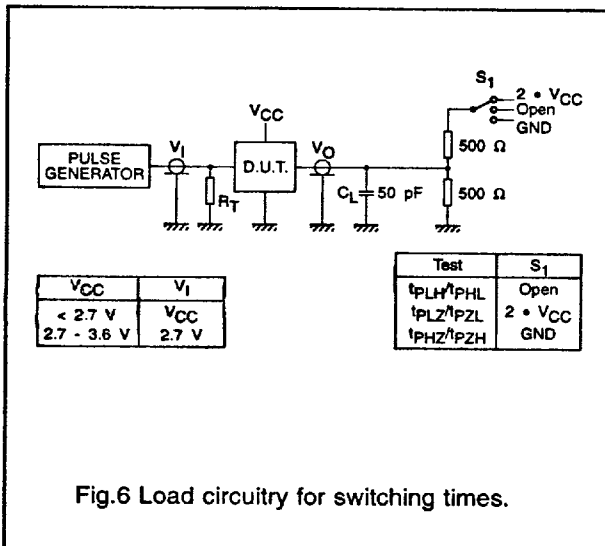 S1
2 • VCC
Open
GND
VCC
VI
VO
PULSE GENERATOR
D.U.T.
500 Ω
RT
CL
50 pF
500 Ω
VCC VI
< 2.7 V VCC
2.7 - 3.6 V 2.7 V
Test S1
tPLH/tPHL Open
tPLZ/tPZL 2 • VCC
tPHZ/tPZH GND
Fig.6 Load circuitry for switching times.